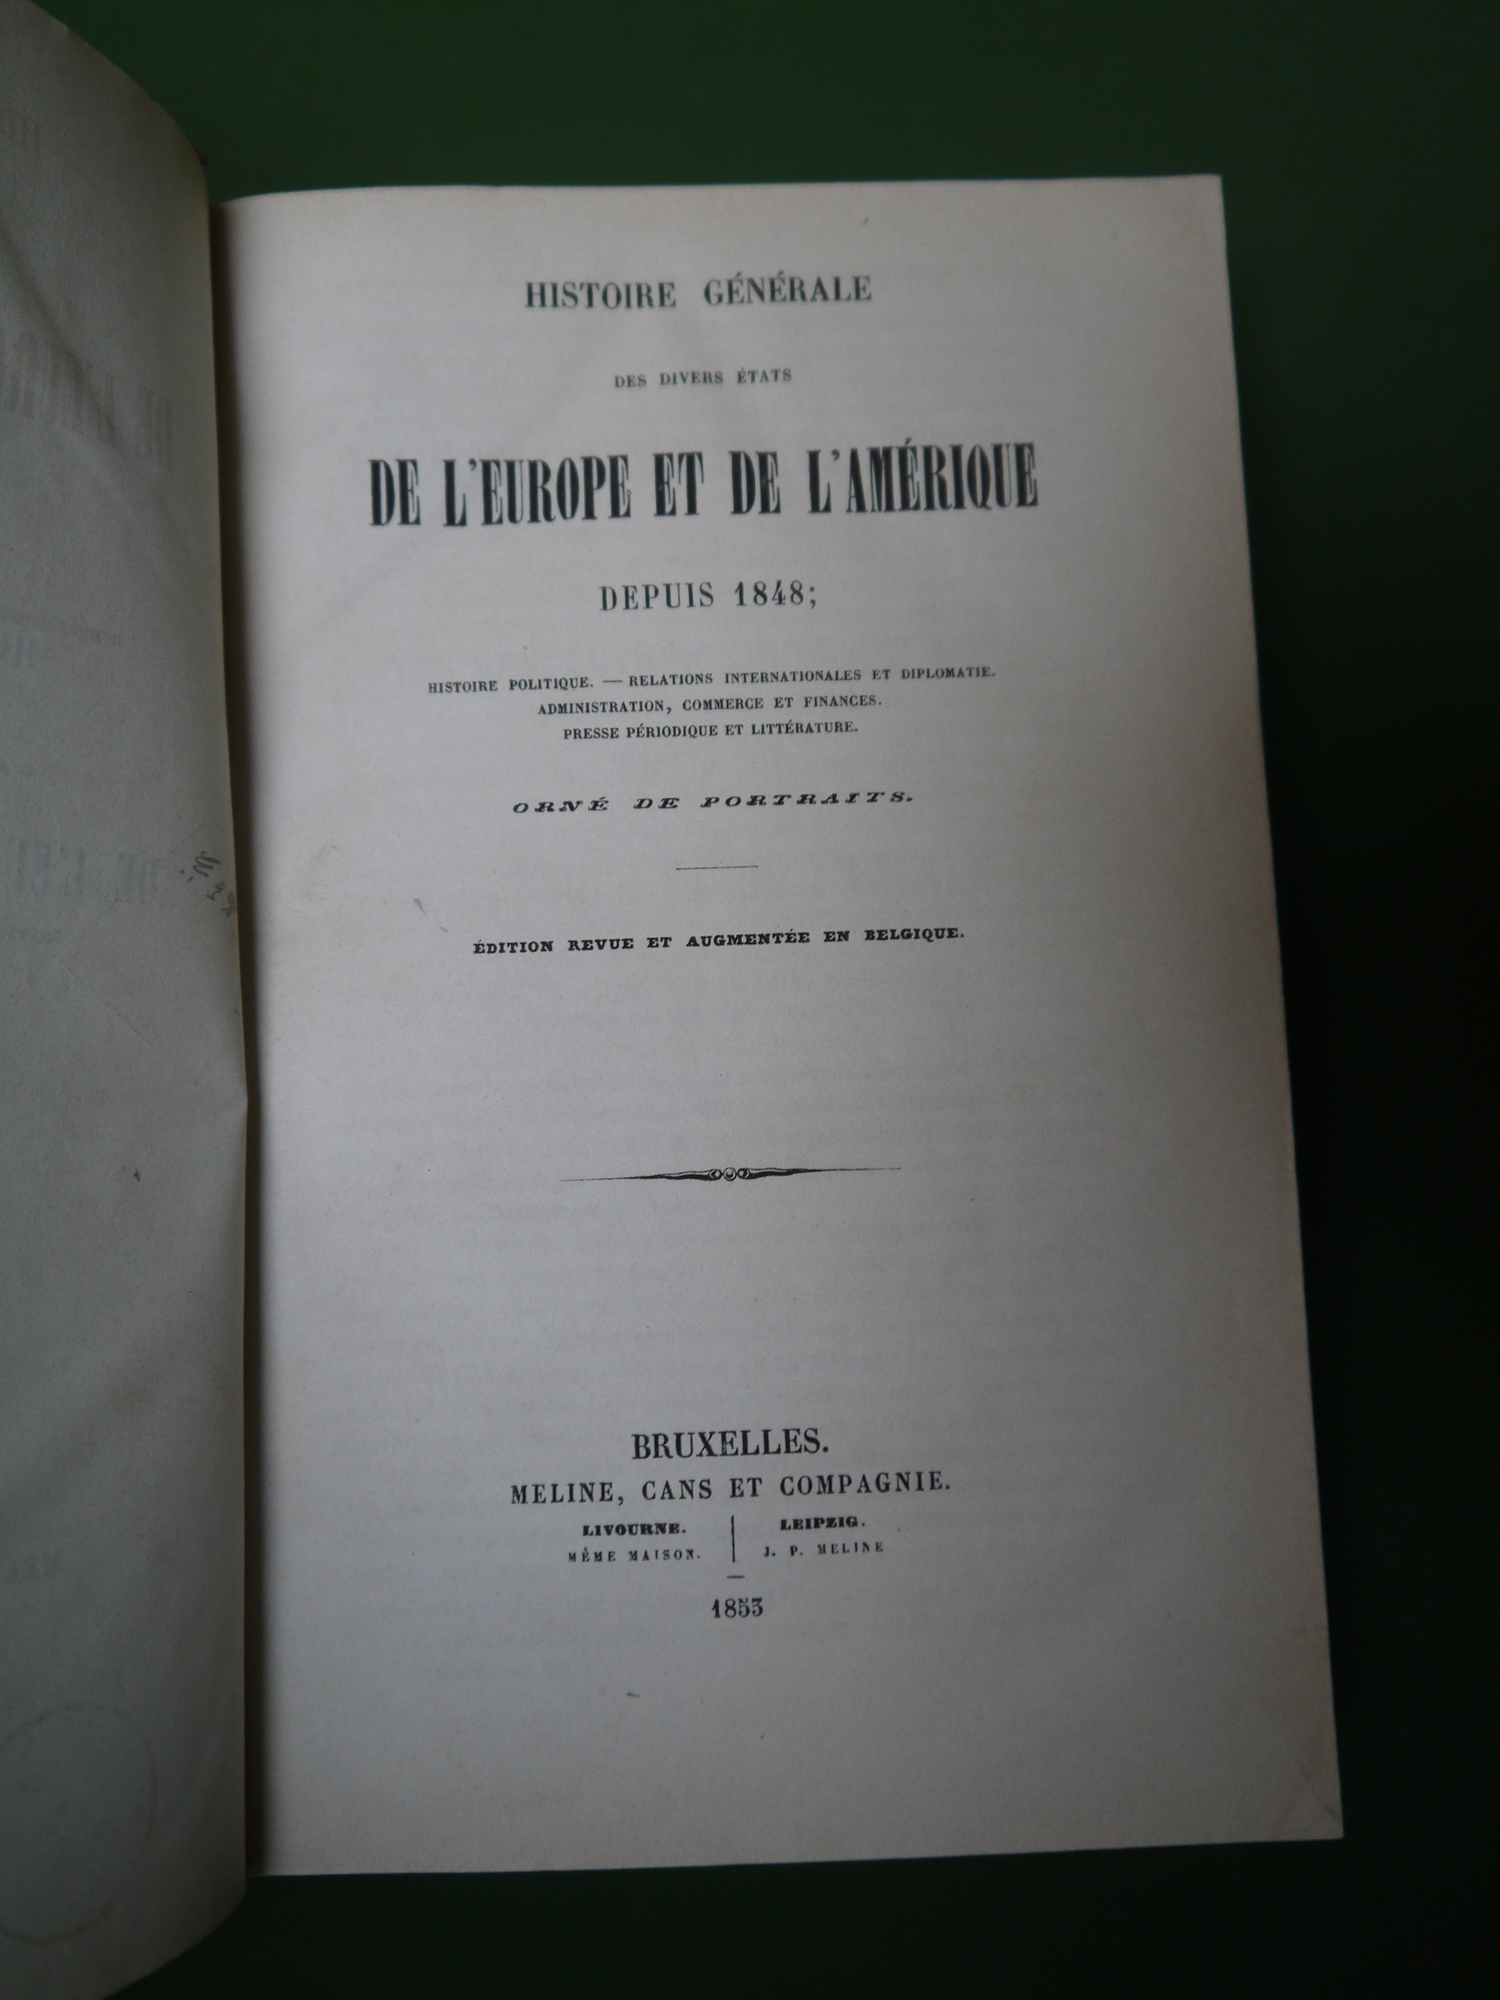 HISTOIRE GÉNÉRALE
DES DIVERS ÉTATS
DE L'EUROPE ET DE L'AMÉRIQUE
DEPUIS 1848;
HISTOIRE POLITIQUE. — RELATIONS INTERNATIONALES ET DIPLOMATIE.
ADMINISTRATION, COMMERCE ET FINANCES.
PRESSE PÉRIODIQUE ET LITTÉRATURE.
ORNÉ DE PORTRAITS.
ÉDITION REVUE ET AUGMENTÉE EN BELGIQUE.
BRUXELLES.
MELINE, CANS ET COMPAGNIE.
LIVOURNE.
MÊME MAISON.
LEIPZIG.
J. P. MELINE
1853